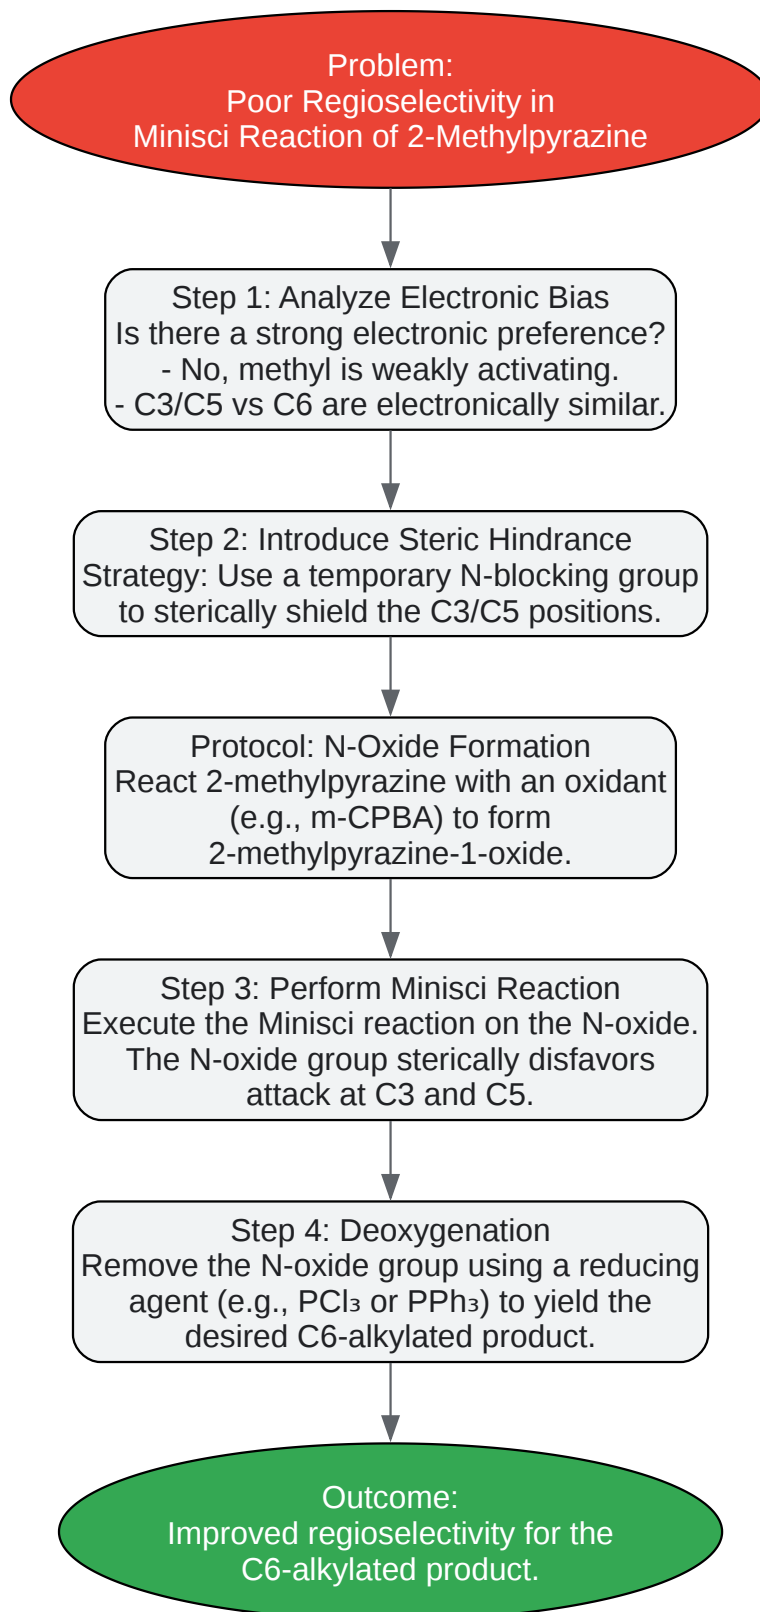 Problem:
Poor Regioselectivity in
Minisci Reaction of 2-Methylpyrazine
Step 1: Analyze Electronic Bias
Is there a strong electronic preference?
- No, methyl is weakly activating.
- C3/C5 vs C6 are electronically similar.
Step 2: Introduce Steric Hindrance
Strategy: Use a temporary N-blocking group
to sterically shield the C3/C5 positions.
Protocol: N-Oxide Formation
React 2-methylpyrazine with an oxidant
(e.g., m-CPBA) to form
2-methylpyrazine-1-oxide.
Step 3: Perform Minisci Reaction
Execute the Minisci reaction on the N-oxide.
The N-oxide group sterically disfavors
attack at C3 and C5.
Step 4: Deoxygenation
Remove the N-oxide group using a reducing
agent (e.g., PCl₃ or PPh₃) to yield the
desired C6-alkylated product.
Outcome:
Improved regioselectivity for the
C6-alkylated product.